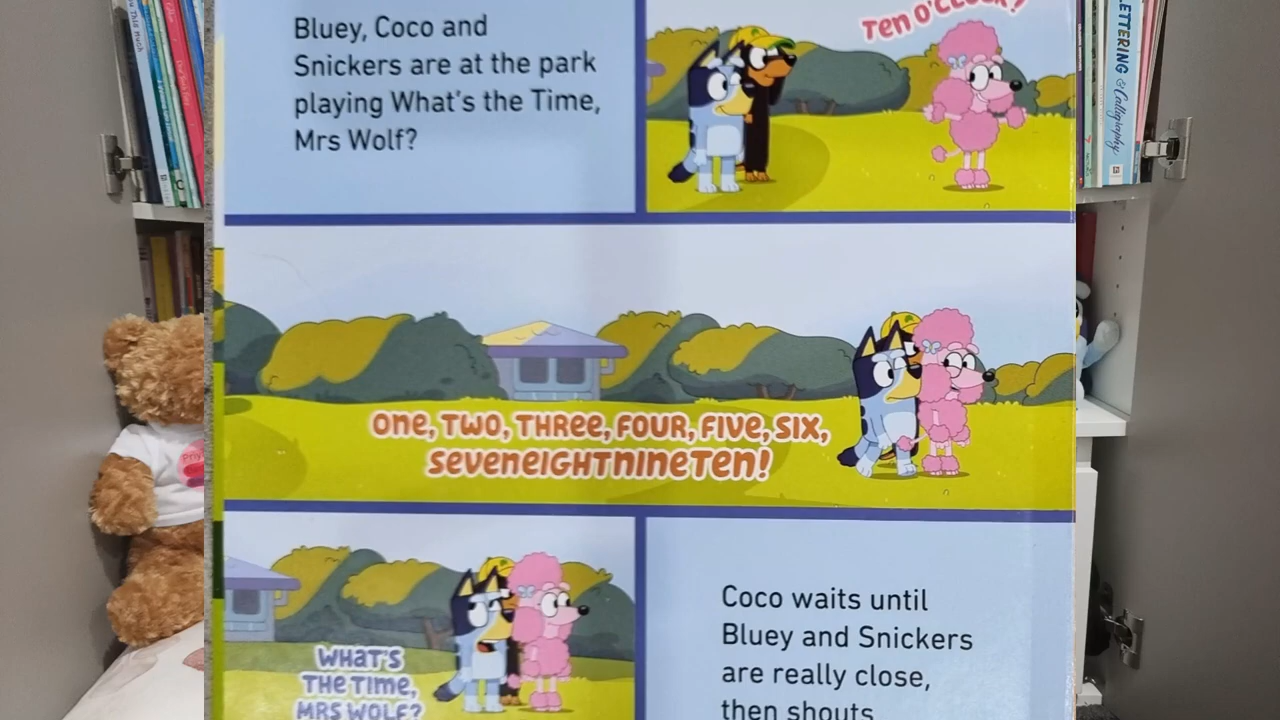 Bluey, Coco and
Snickers are at the park
playing What's the Time,
Mrs Wolf?
Ten O'CLOCK!
One, TWO, THRee, FOUR, FIVe, SIX,
SevenEIGHTnineTen!
WHAT'S
THe TIMe,
MRS WOLF?
Coco waits until
Bluey and Snickers
are really close,
then shouts
LETTERING
& Calligraphy